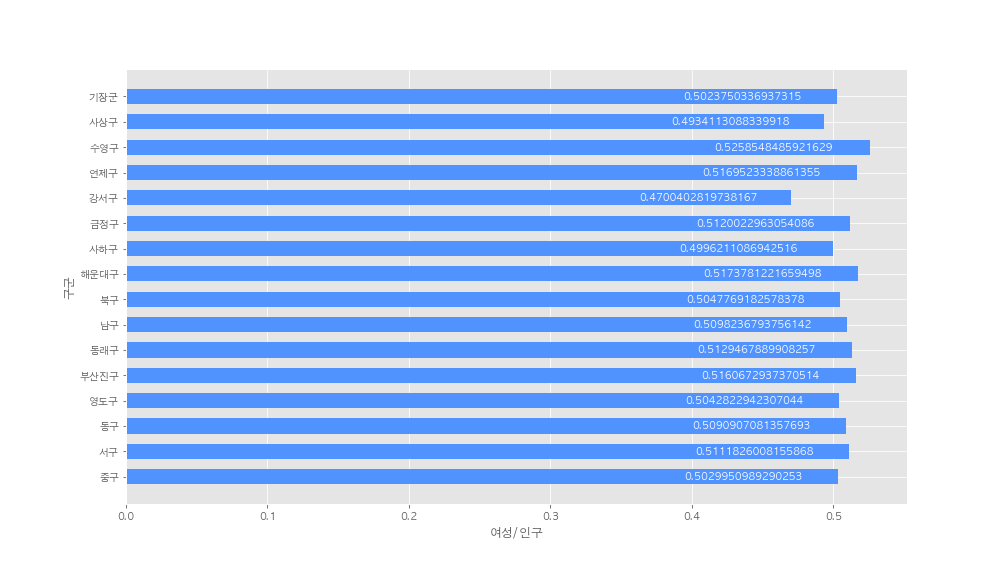 기장군 0.5023750336937315
사상구 0.4934113088339918
수영구 0.5258548485921629
연제구 0.5169523338861355
강서구 0.4700402819738167
금정구 0.5120022963054086
사하구 0.4996211086942516
해운대구 0.5173781221659498
북구 0.5047769182578378
남구 0.5098236793756142
동래구 0.5129467889908257
부산진구 0.5160672937370514
영도구 0.5042822942307044
동구 0.5090907081357693
서구 0.5111826008155868
중구 0.5029950989290253
구군
0.0 0.1 0.2 0.3 0.4 0.5
여성/인구